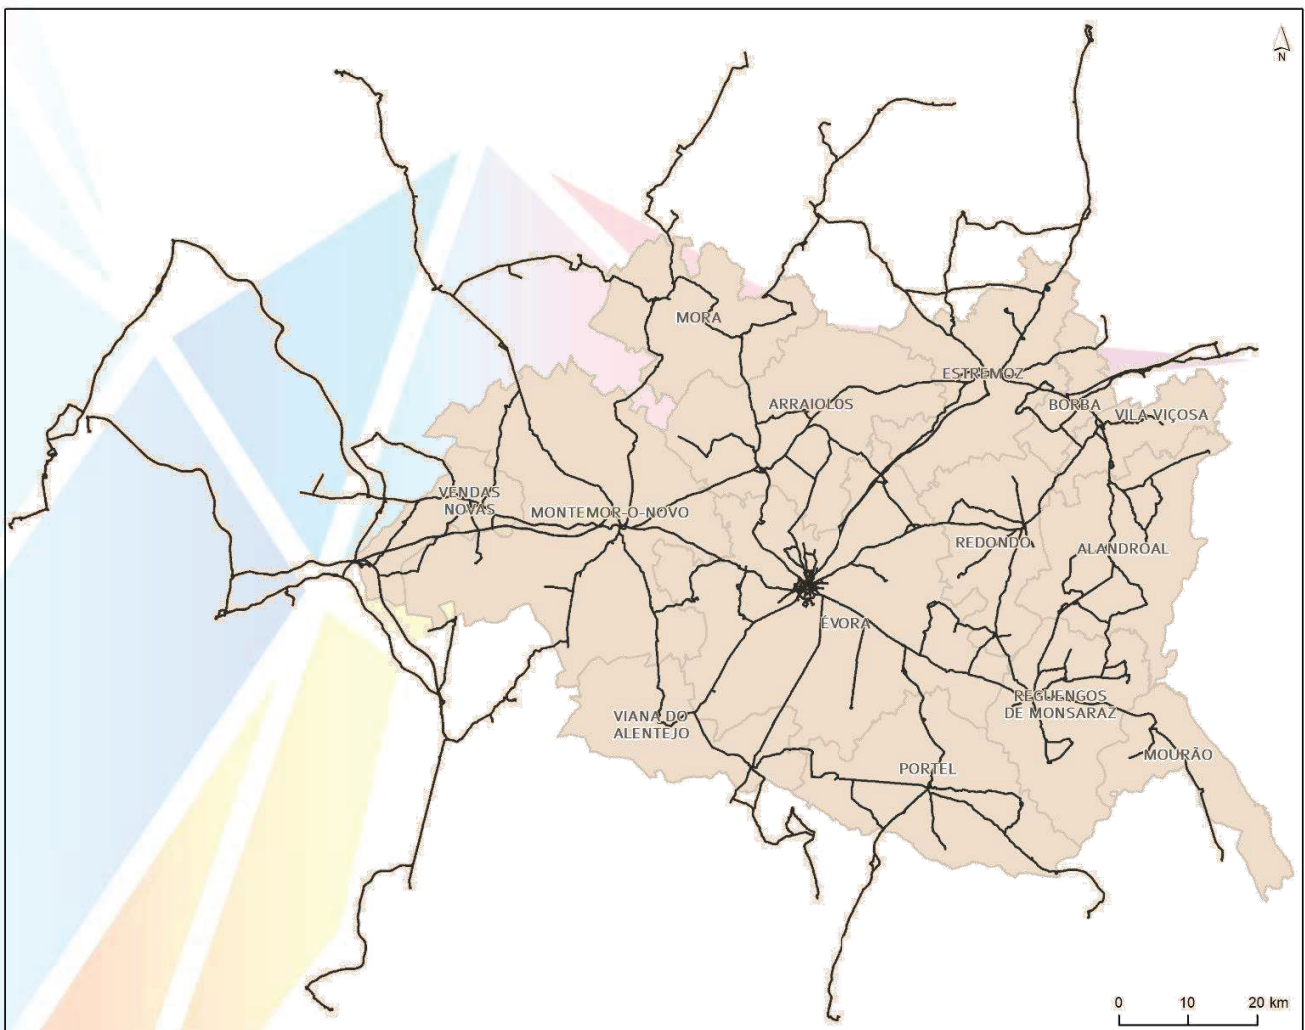 N
MORA
ESTREMOZ
ARRAIOL0S
BORBA
VILA VIÇOSA
VENDAS
NOVAS
MONTEMOR-O-NOVO
REDONDO
ALANDROAL
ÉVORA
REGUENGOS
DE MONSARAZ
VIANA DO
ALENTEJO
MOURÃO
PORTEL
0 10 20 km